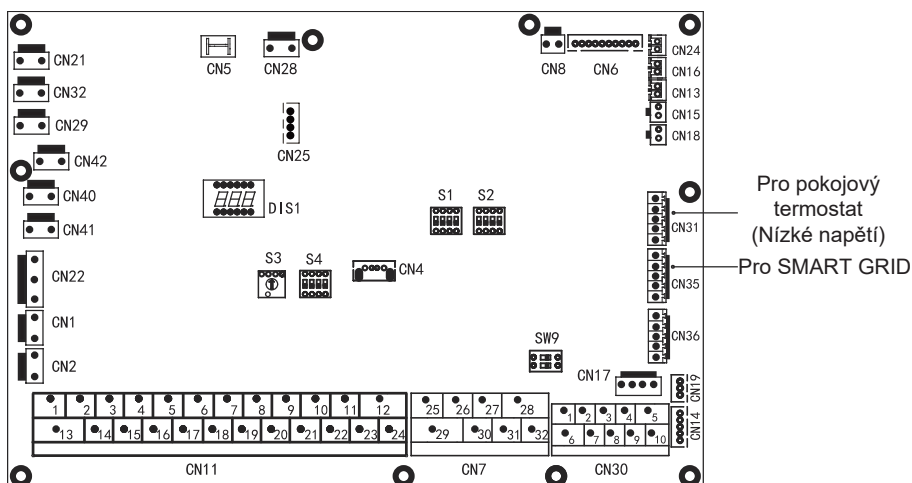 CN21
CN32
CN29
CN42
CN40
CN41
CN22
CN1
CN2
CN5
CN28
CN25
DIS1
S3
S4
CN4
S1
S2
CN8
CN6
CN24
CN16
CN13
CN15
CN18
CN31
CN35
CN36
SW9
CN17
CN19
CN14
Pro pokojový
termostat
(Nízké napětí)
Pro SMART GRID
1 2 3 4 5 6 7 8 9 10 11 12
13 14 15 16 17 18 19 20 21 22 23 24
CN11
25 26 27 28
29 30 31 32
CN7
1 2 3 4 5
6 7 8 9 10
CN30